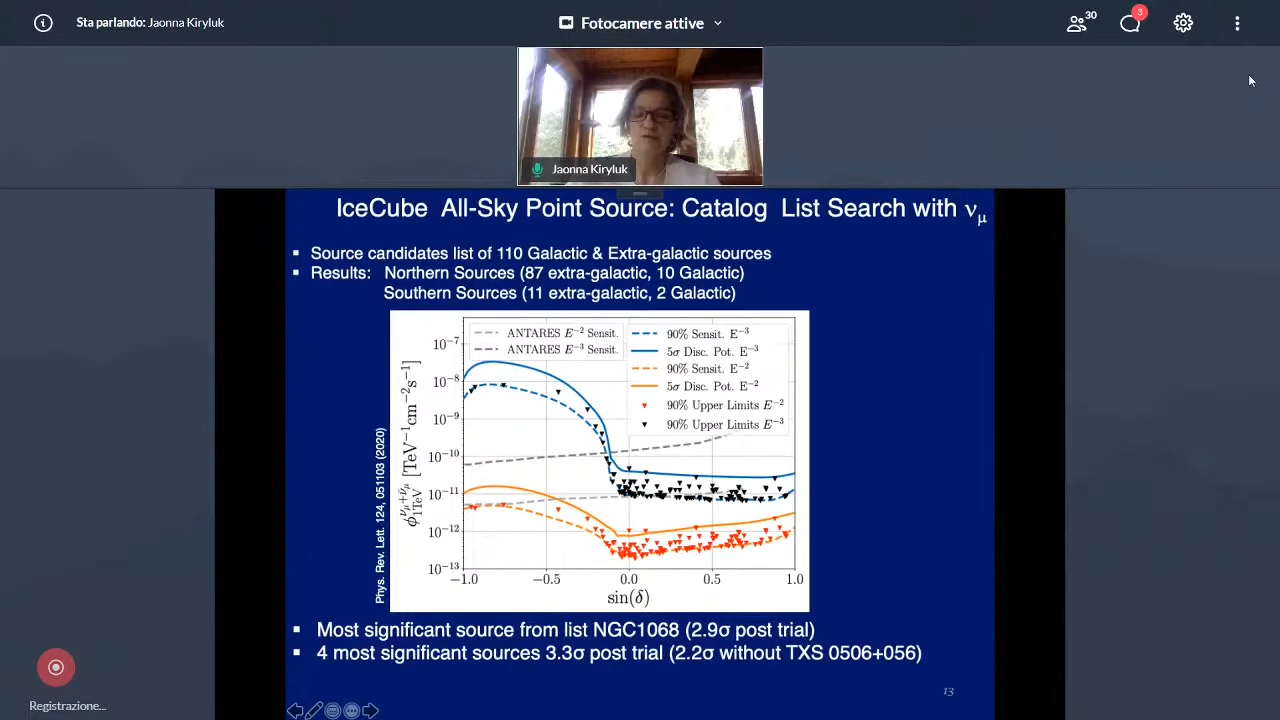 Sta parlando: Jaonna Kiryluk
Fotocamere attive
30
3
Jaonna Kiryluk
IceCube All-Sky Point Source: Catalog List Search with νμ
▪ Source candidates list of 110 Galactic & Extra-galactic sources
▪ Results: Northern Sources (87 extra-galactic, 10 Galactic)
Southern Sources (11 extra-galactic, 2 Galactic)
Phys. Rev. Lett. 124, 051103 (2020)
ϕ^{νμ+ν̄μ}_{1TeV} [TeV⁻¹cm⁻²s⁻¹]
10⁻⁷
10⁻⁸
10⁻⁹
10⁻¹⁰
10⁻¹¹
10⁻¹²
10⁻¹³
ANTARES E⁻² Sensit.
ANTARES E⁻³ Sensit.
90% Sensit. E⁻³
5σ Disc. Pot. E⁻³
90% Sensit. E⁻²
5σ Disc. Pot. E⁻²
90% Upper Limits E⁻²
90% Upper Limits E⁻³
−1.0 −0.5 0.0 0.5 1.0
sin(δ)
▪ Most significant source from list NGC1068 (2.9σ post trial)
▪ 4 most significant sources 3.3σ post trial (2.2σ without TXS 0506+056)
13
Registrazione...